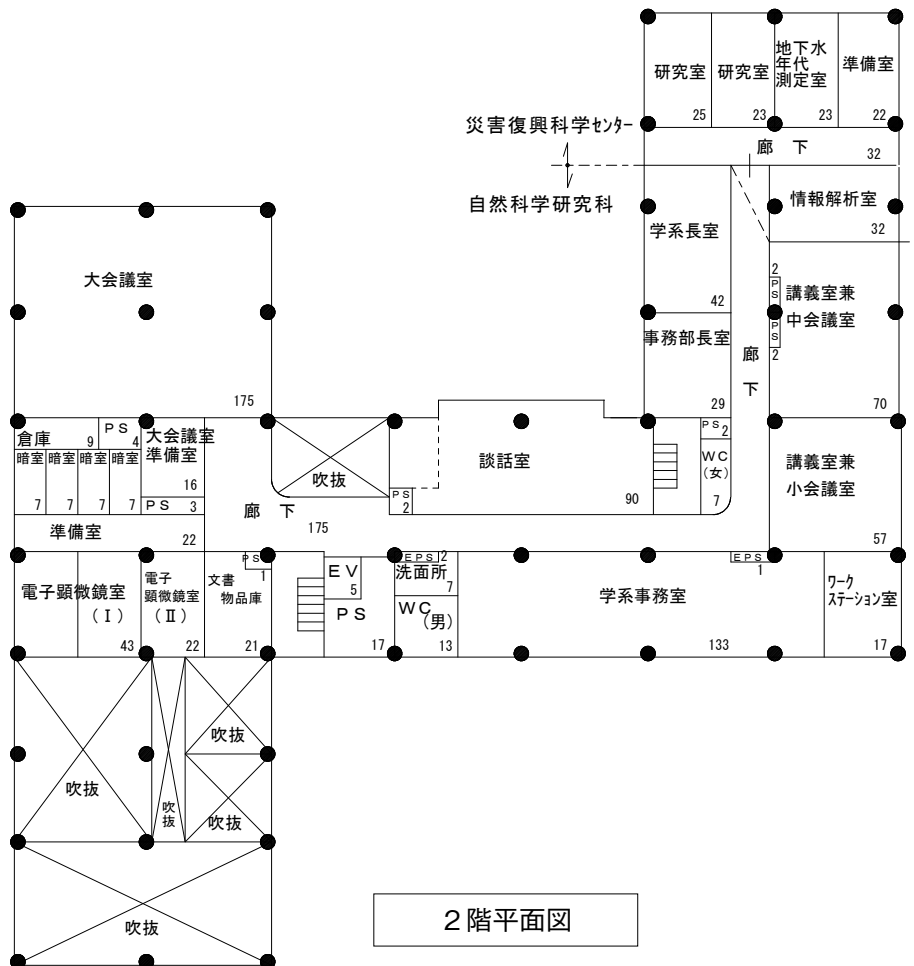 研究室
25
研究室
23
地下水
年代
測定室
23
準備室
22
災害復興科学ｾﾝﾀｰ
廊 下
32
自然科学研究科
情報解析室
32
学系長室
42
事務部長室
29
2
PS
PS
2
講義室兼
中会議室
70
廊
下
大会議室
175
倉庫
9
PS
4
大会議室
準備室
16
暗室
7
暗室
7
暗室
7
暗室
7
PS
3
準備室
22
吹抜
廊 下
175
PS
2
談話室
90
PS
2
WC
(女)
7
講義室兼
小会議室
57
電子顕微鏡室
(Ⅰ)
43
電子
顕微鏡室
(Ⅱ)
22
文書
物品庫
21
PS
1
EV
5
PS
17
EPS
2
洗面所
7
WC
(男)
13
学系事務室
133
EPS
1
ﾜｰｸ
ｽﾃｰｼｮﾝ室
17
吹抜
吹抜
吹抜
吹抜
吹抜
２階平面図